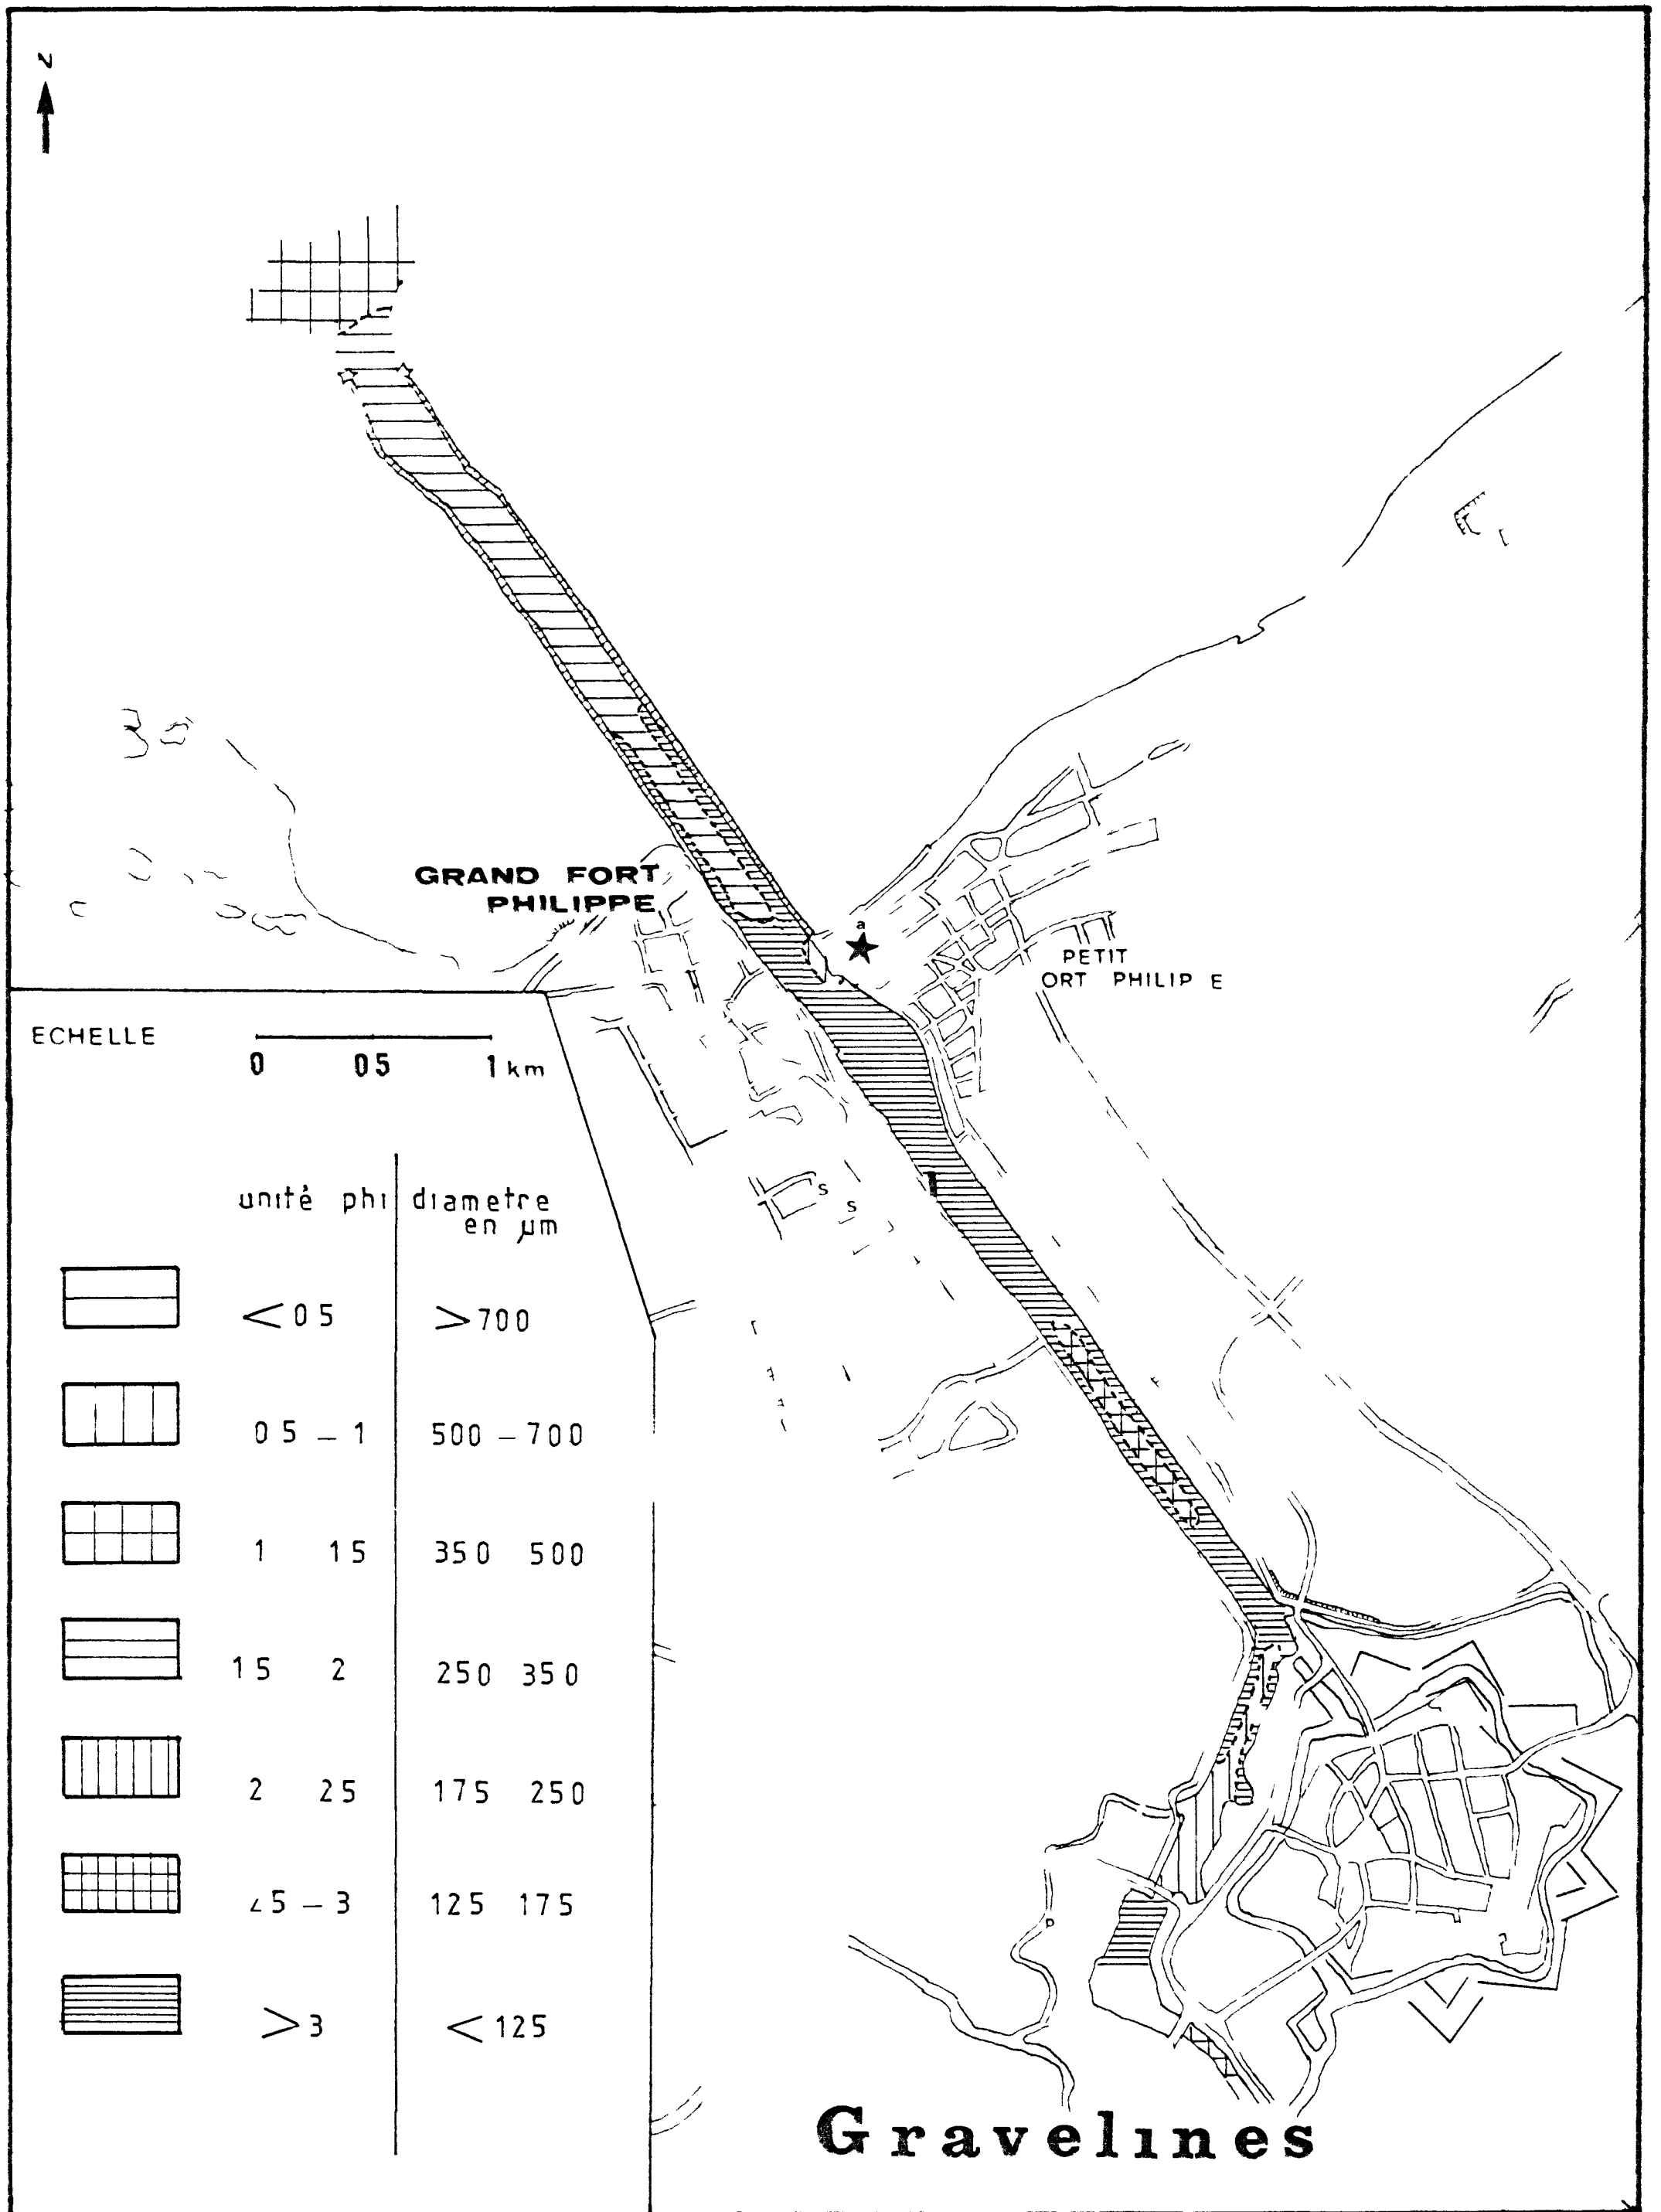 N
GRAND FORT
PHILIPPE
a
PETIT
ORT PHILIP E
ECHELLE
0 05 1 km
S
S
unité phi diametre
en µm
< 05 > 700
05 – 1 500 – 700
1 15 350 500
15 2 250 350
2 25 175 250
25 – 3 125 175
> 3 < 125
P
Gravelines